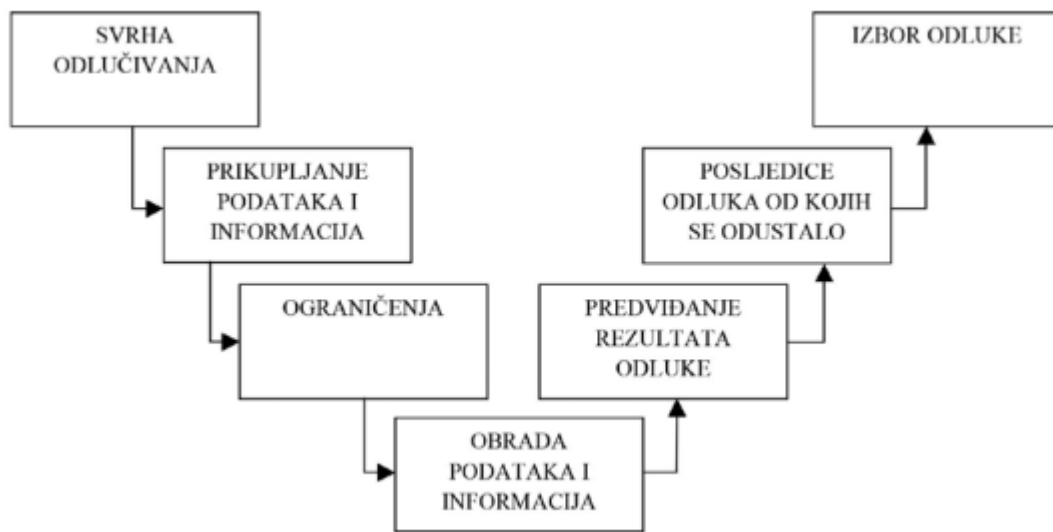 SVRHA
ODLUČIVANJA
PRIKUPLJANJE
PODATAKA I
INFORMACIJA
OGRANIČENJA
OBRADA
PODATAKA I
INFORMACIJA
PREDVIĐANJE
REZULTATA
ODLUKE
POSLJEDICE
ODLUKA OD KOJIH
SE ODUSTALO
IZBOR ODLUKE